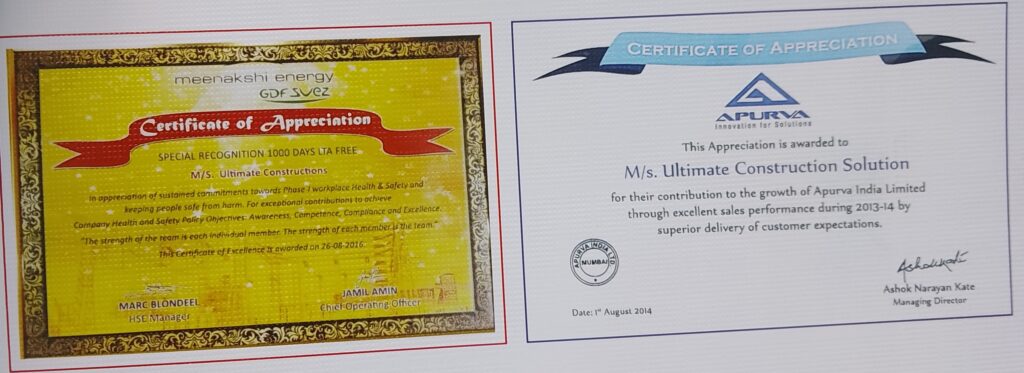 meenakshi energy
GDF SUEZ
Certificate of Appreciation
SPECIAL RECOGNITION 1000 DAYS LTA FREE
M/S. Ultimate Constructions
In appreciation of sustained commitments towards Phase-1 workplace Health & Safety and
keeping people safe from harm. For exceptional contributions to achieve
Company Health and Safety Policy Objectives: Awareness, Competence, Compliance and Excellence.
"The strength of the team is each individual member. The strength of each member is the team."
This Certificate of Excellence is awarded on 26-08-2016.
MARC BLONDEEL
HSE Manager
JAMIL AMIN
Chief Operating Officer
CERTIFICATE OF APPRECIATION
APURVA
Innovation for Solutions
This Appreciation is awarded to
M/s. Ultimate Construction Solution
for their contribution to the growth of Apurva India Limited
through excellent sales performance during 2013-14 by
superior delivery of customer expectations.
APURVA INDIA LTD.
MUMBAI
Ashok Narayan Kate
Managing Director
Date: 1st August 2014